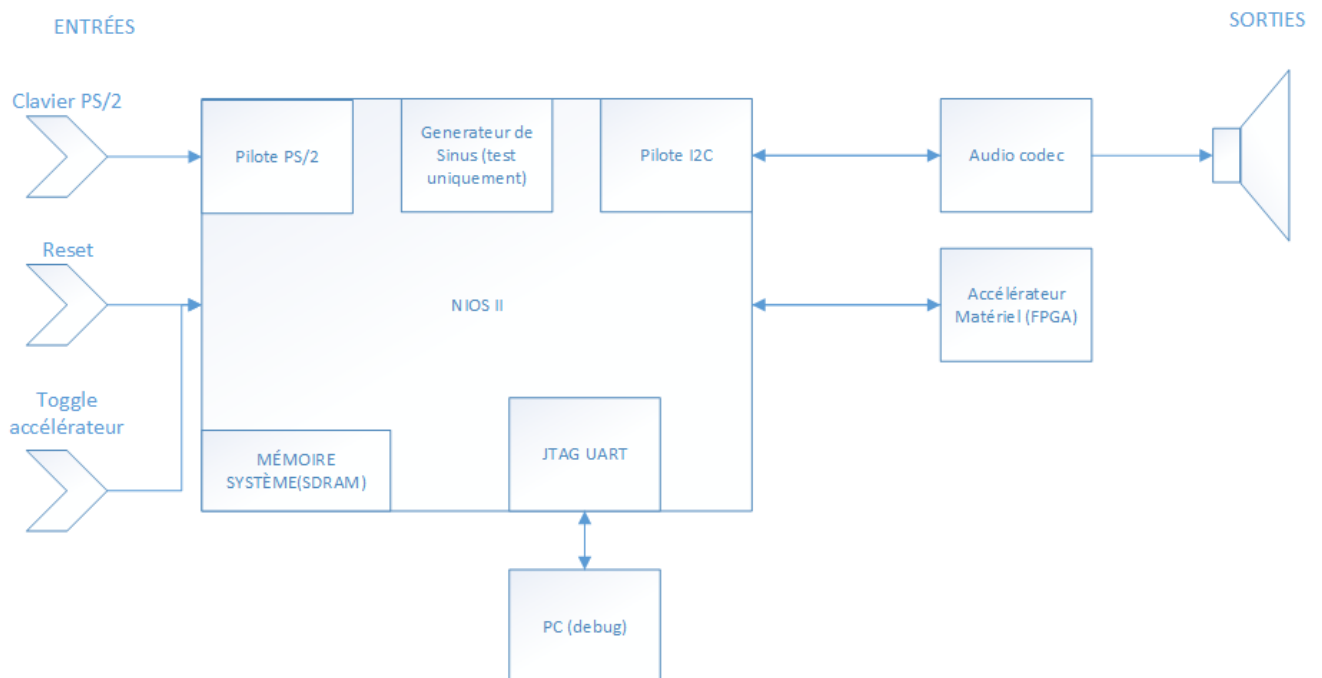 ENTRÉES
SORTIES
Clavier PS/2
Pilote PS/2
Generateur de
Sinus (test
uniquement)
Pilote I2C
Audio codec
Reset
NIOS II
Accélérateur
Matériel (FPGA)
Toggle
accélérateur
MÉMOIRE
SYSTÈME(SDRAM)
JTAG UART
PC (debug)